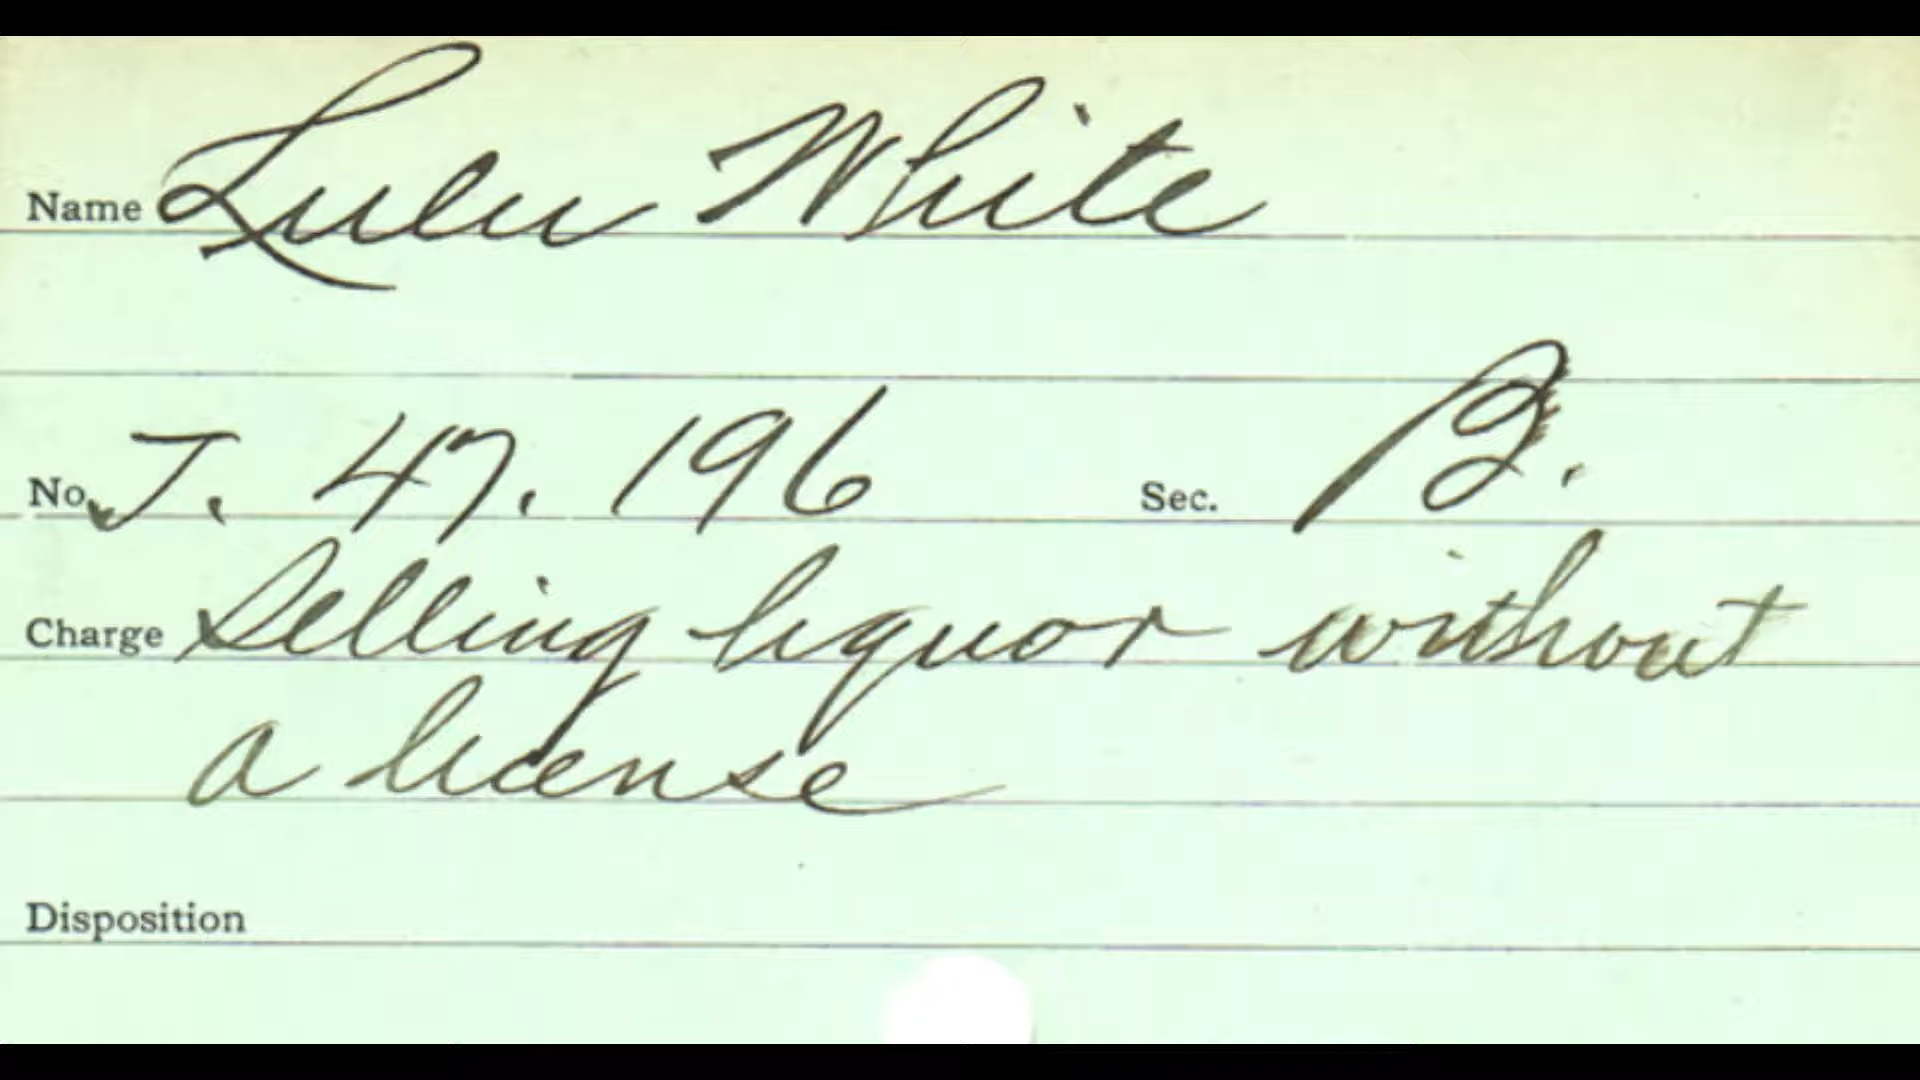 Name Lulu White
No. J. 47. 196 Sec. B.
Charge Selling liquor without
a license
Disposition